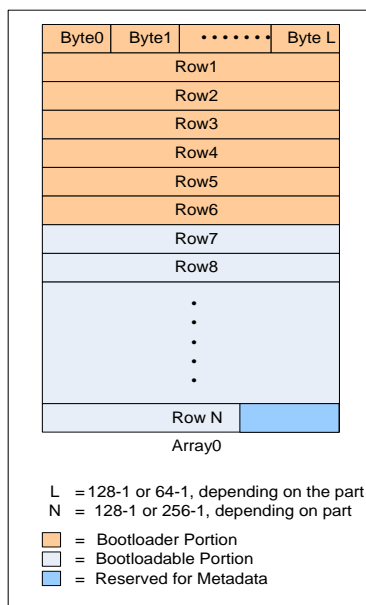 Byte0 Byte1 ······· Byte L
Row1
Row2
Row3
Row4
Row5
Row6
Row7
Row8
Row N
Array0
L = 128-1 or 64-1, depending on the part
N = 128-1 or 256-1, depending on part
= Bootloader Portion
= Bootloadable Portion
= Reserved for Metadata